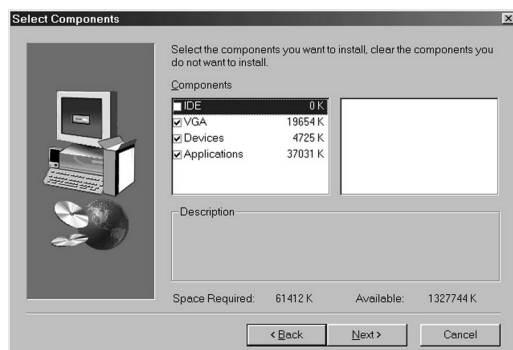 Select Components
Select the components you want to install, clear the components you
do not want to install.
Components
IDE 0 K
VGA 19654 K
Devices 4725 K
Applications 37031 K
Description
Space Required: 61412 K Available: 1327744 K
< Back Next > Cancel